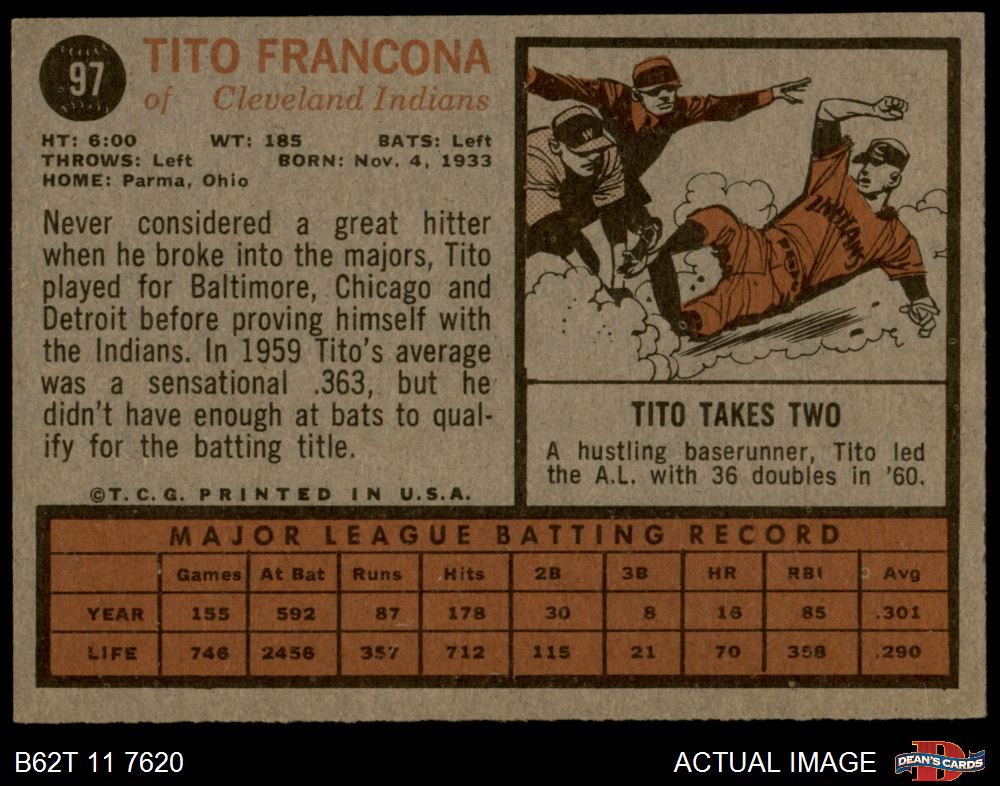 97
TITO FRANCONA
of Cleveland Indians
HT: 6:00 WT: 185 BATS: Left
THROWS: Left BORN: Nov. 4, 1933
HOME: Parma, Ohio
Never considered a great hitter
when he broke into the majors, Tito
played for Baltimore, Chicago and
Detroit before proving himself with
the Indians. In 1959 Tito's average
was a sensational .363, but he
didn't have enough at bats to qual-
ify for the batting title.
©T.C.G. PRINTED IN U.S.A.
W
INDIANS
TITO TAKES TWO
A hustling baserunner, Tito led
the A.L. with 36 doubles in '60.
MAJOR LEAGUE BATTING RECORD
Games At Bat Runs Hits 2B 3B HR RBI Avg
YEAR 155 592 87 178 30 8 16 85 .301
LIFE 746 2456 357 712 115 21 70 358 .290
B62T 11 7620
ACTUAL IMAGE
D
DEAN'S CARDS